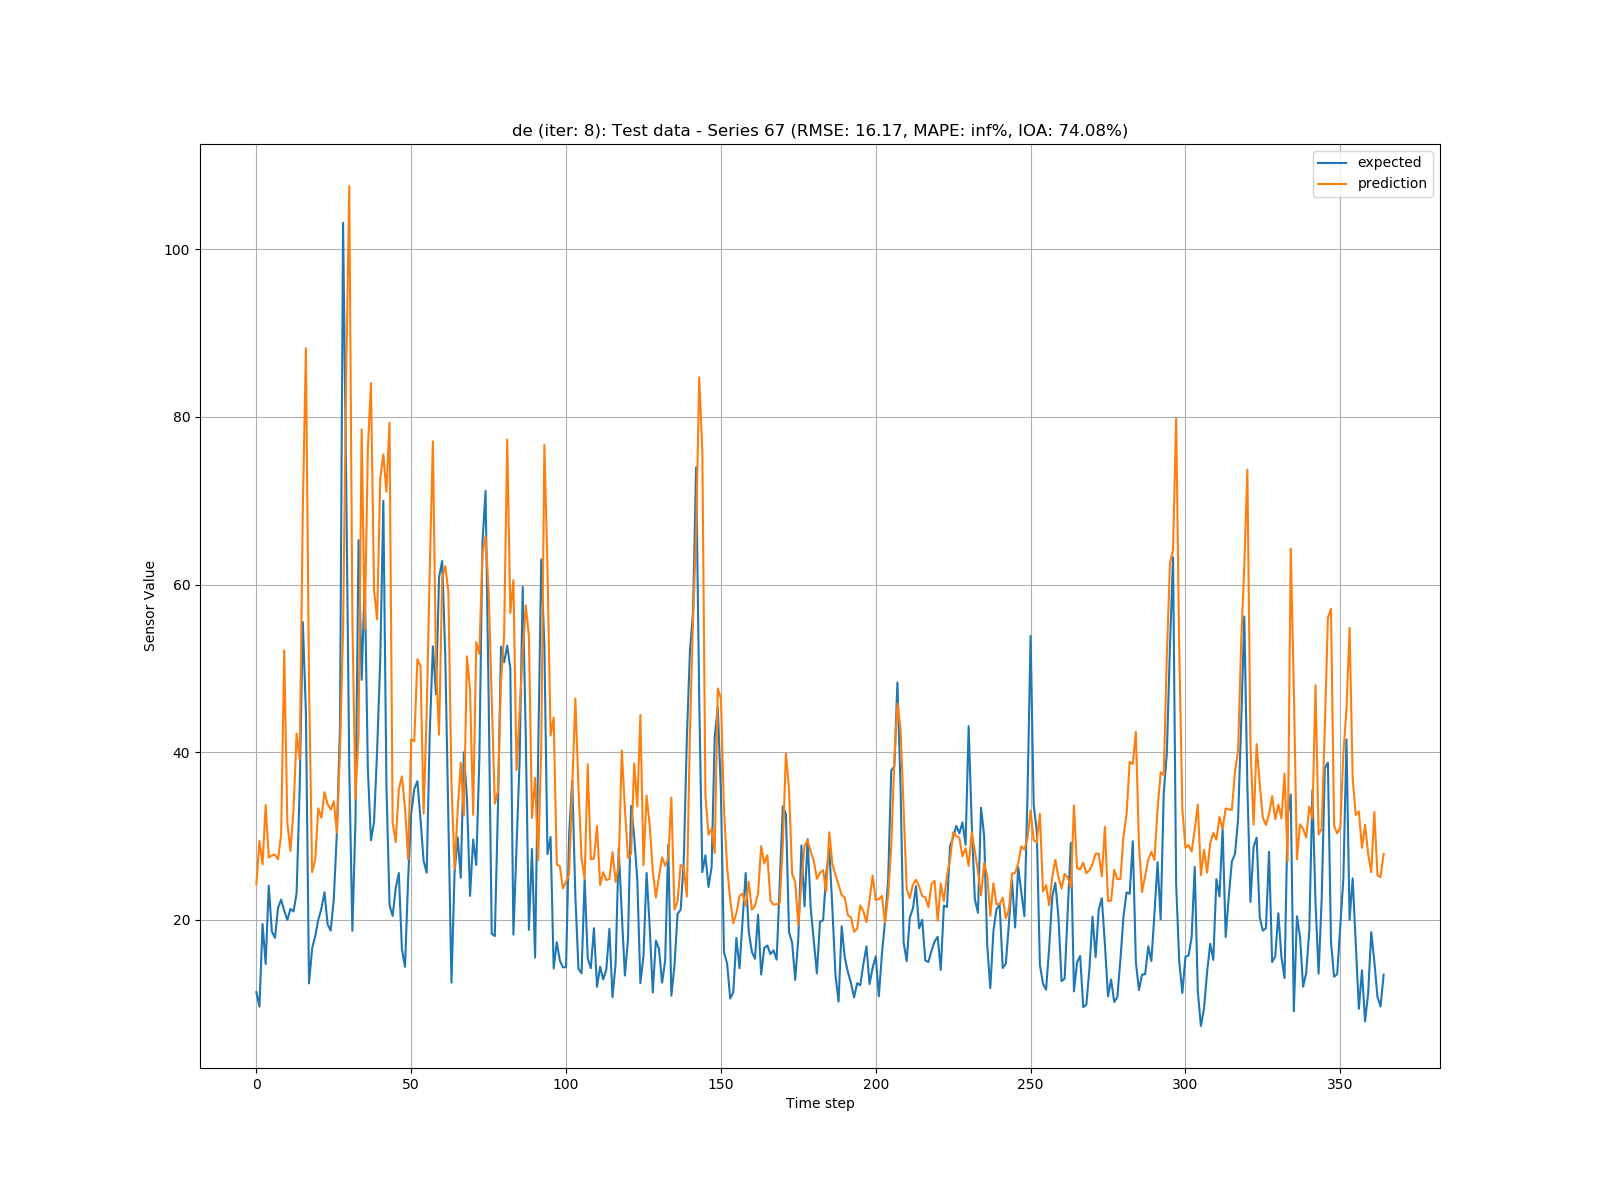 de (iter: 8): Test data - Series 67 (RMSE: 16.17, MAPE: inf%, IOA: 74.08%)
expected
prediction
100
80
60
40
20
Sensor Value
0 50 100 150 200 250 300 350
Time step